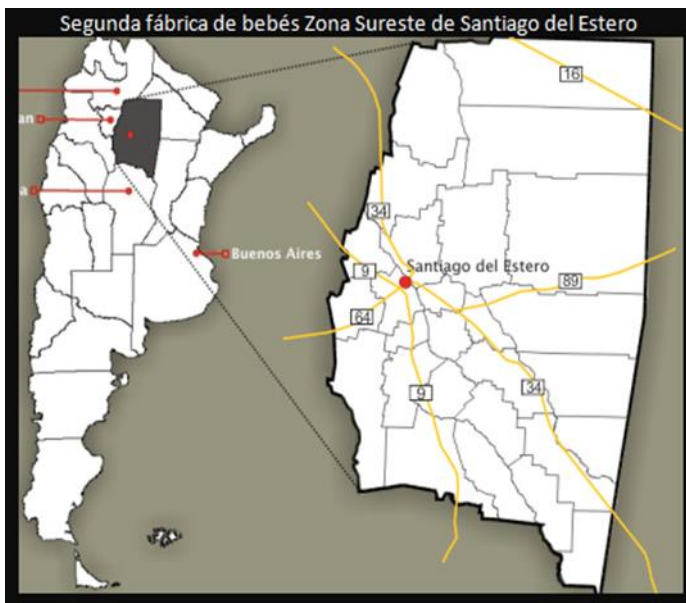 Segunda fábrica de bebés Zona Sureste de Santiago del Estero
16
an
34
a
Buenos Aires
9
Santiago del Estero
89
64
9
34